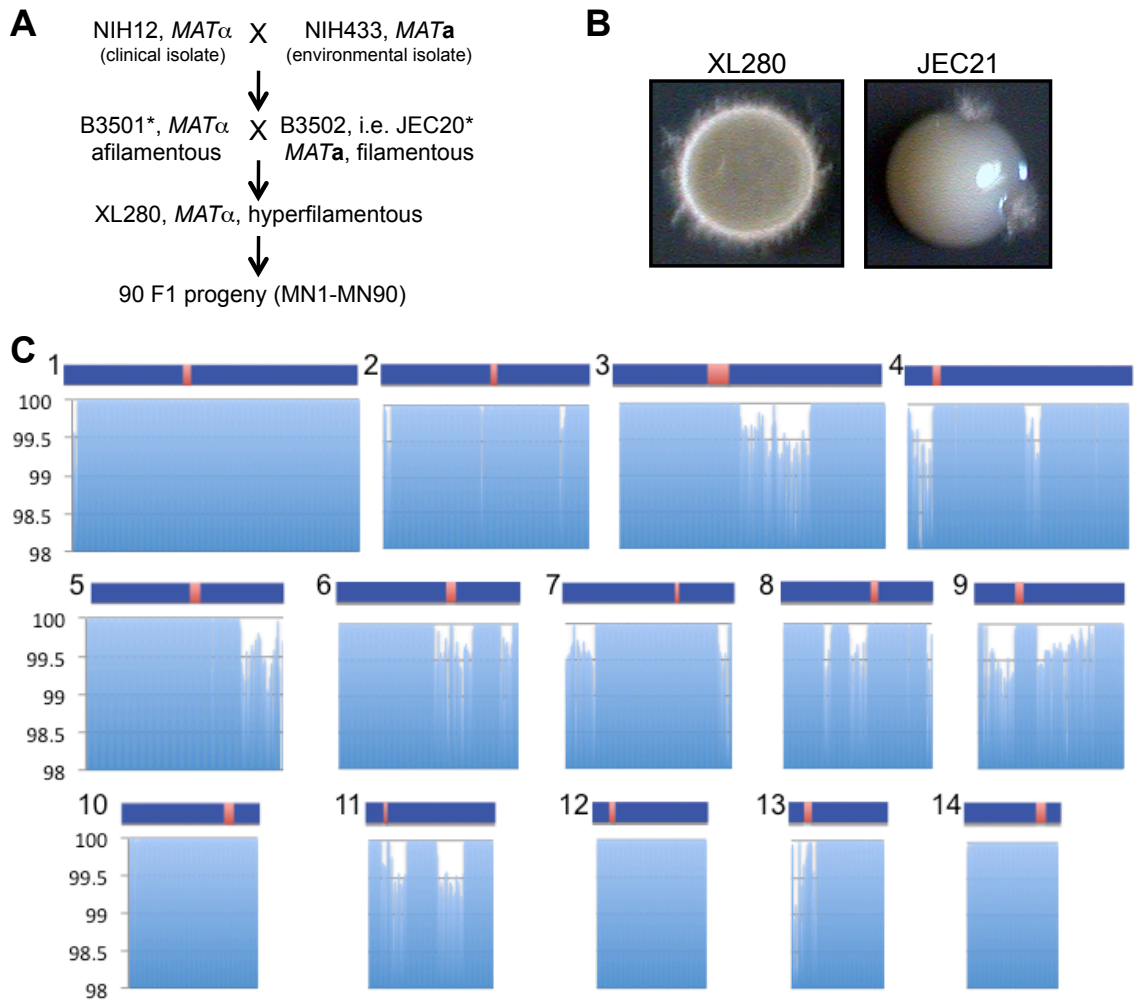 A
NIH12, MATα X NIH433, MATa
(clinical isolate) (environmental isolate)
B3501*, MATα X B3502, i.e. JEC20*
afilamentous MATa, filamentous
XL280, MATα, hyperfilamentous
90 F1 progeny (MN1-MN90)
B
XL280 JEC21
C
1 2 3 4
100
99.5
99
98.5
98
5 6 7 8 9
100
99.5
99
98.5
98
10 11 12 13 14
100
99.5
99
98.5
98